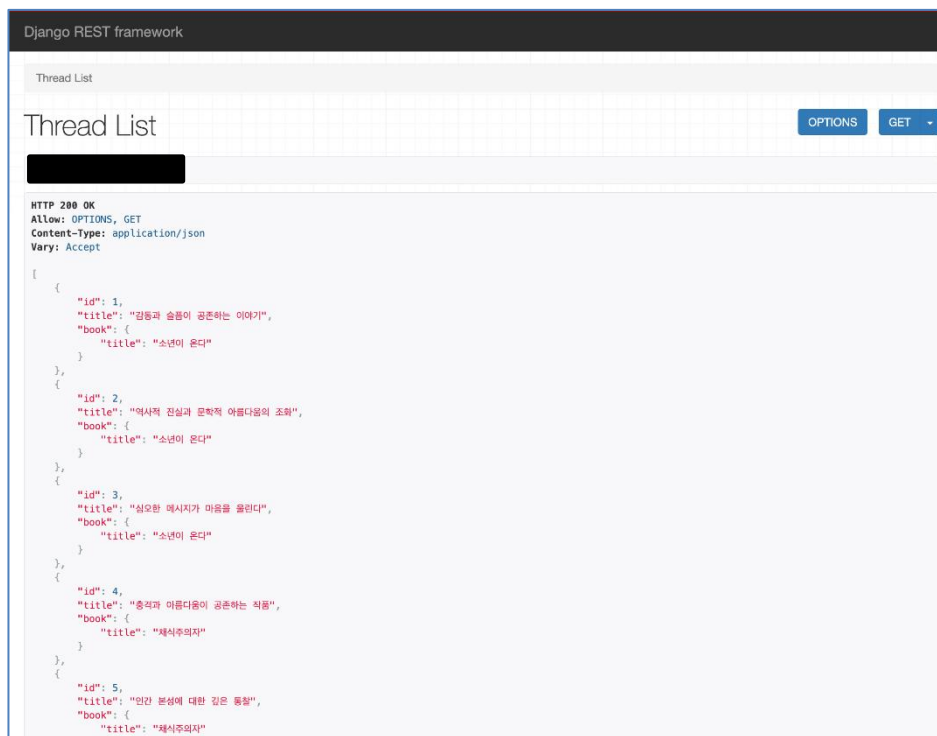 Django REST framework
Thread List
Thread List
OPTIONS
GET
HTTP 200 OK
Allow: OPTIONS, GET
Content-Type: application/json
Vary: Accept
[
{
"id": 1,
"title": "감동과 슬픔이 공존하는 이야기",
"book": {
"title": "소년이 온다"
}
},
{
"id": 2,
"title": "역사적 진실과 문학적 아름다움의 조화",
"book": {
"title": "소년이 온다"
}
},
{
"id": 3,
"title": "심오한 메시지가 마음을 울린다",
"book": {
"title": "소년이 온다"
}
},
{
"id": 4,
"title": "충격과 아름다움이 공존하는 작품",
"book": {
"title": "채식주의자"
}
},
{
"id": 5,
"title": "인간 본성에 대한 깊은 통찰",
"book": {
"title": "채식주의자"